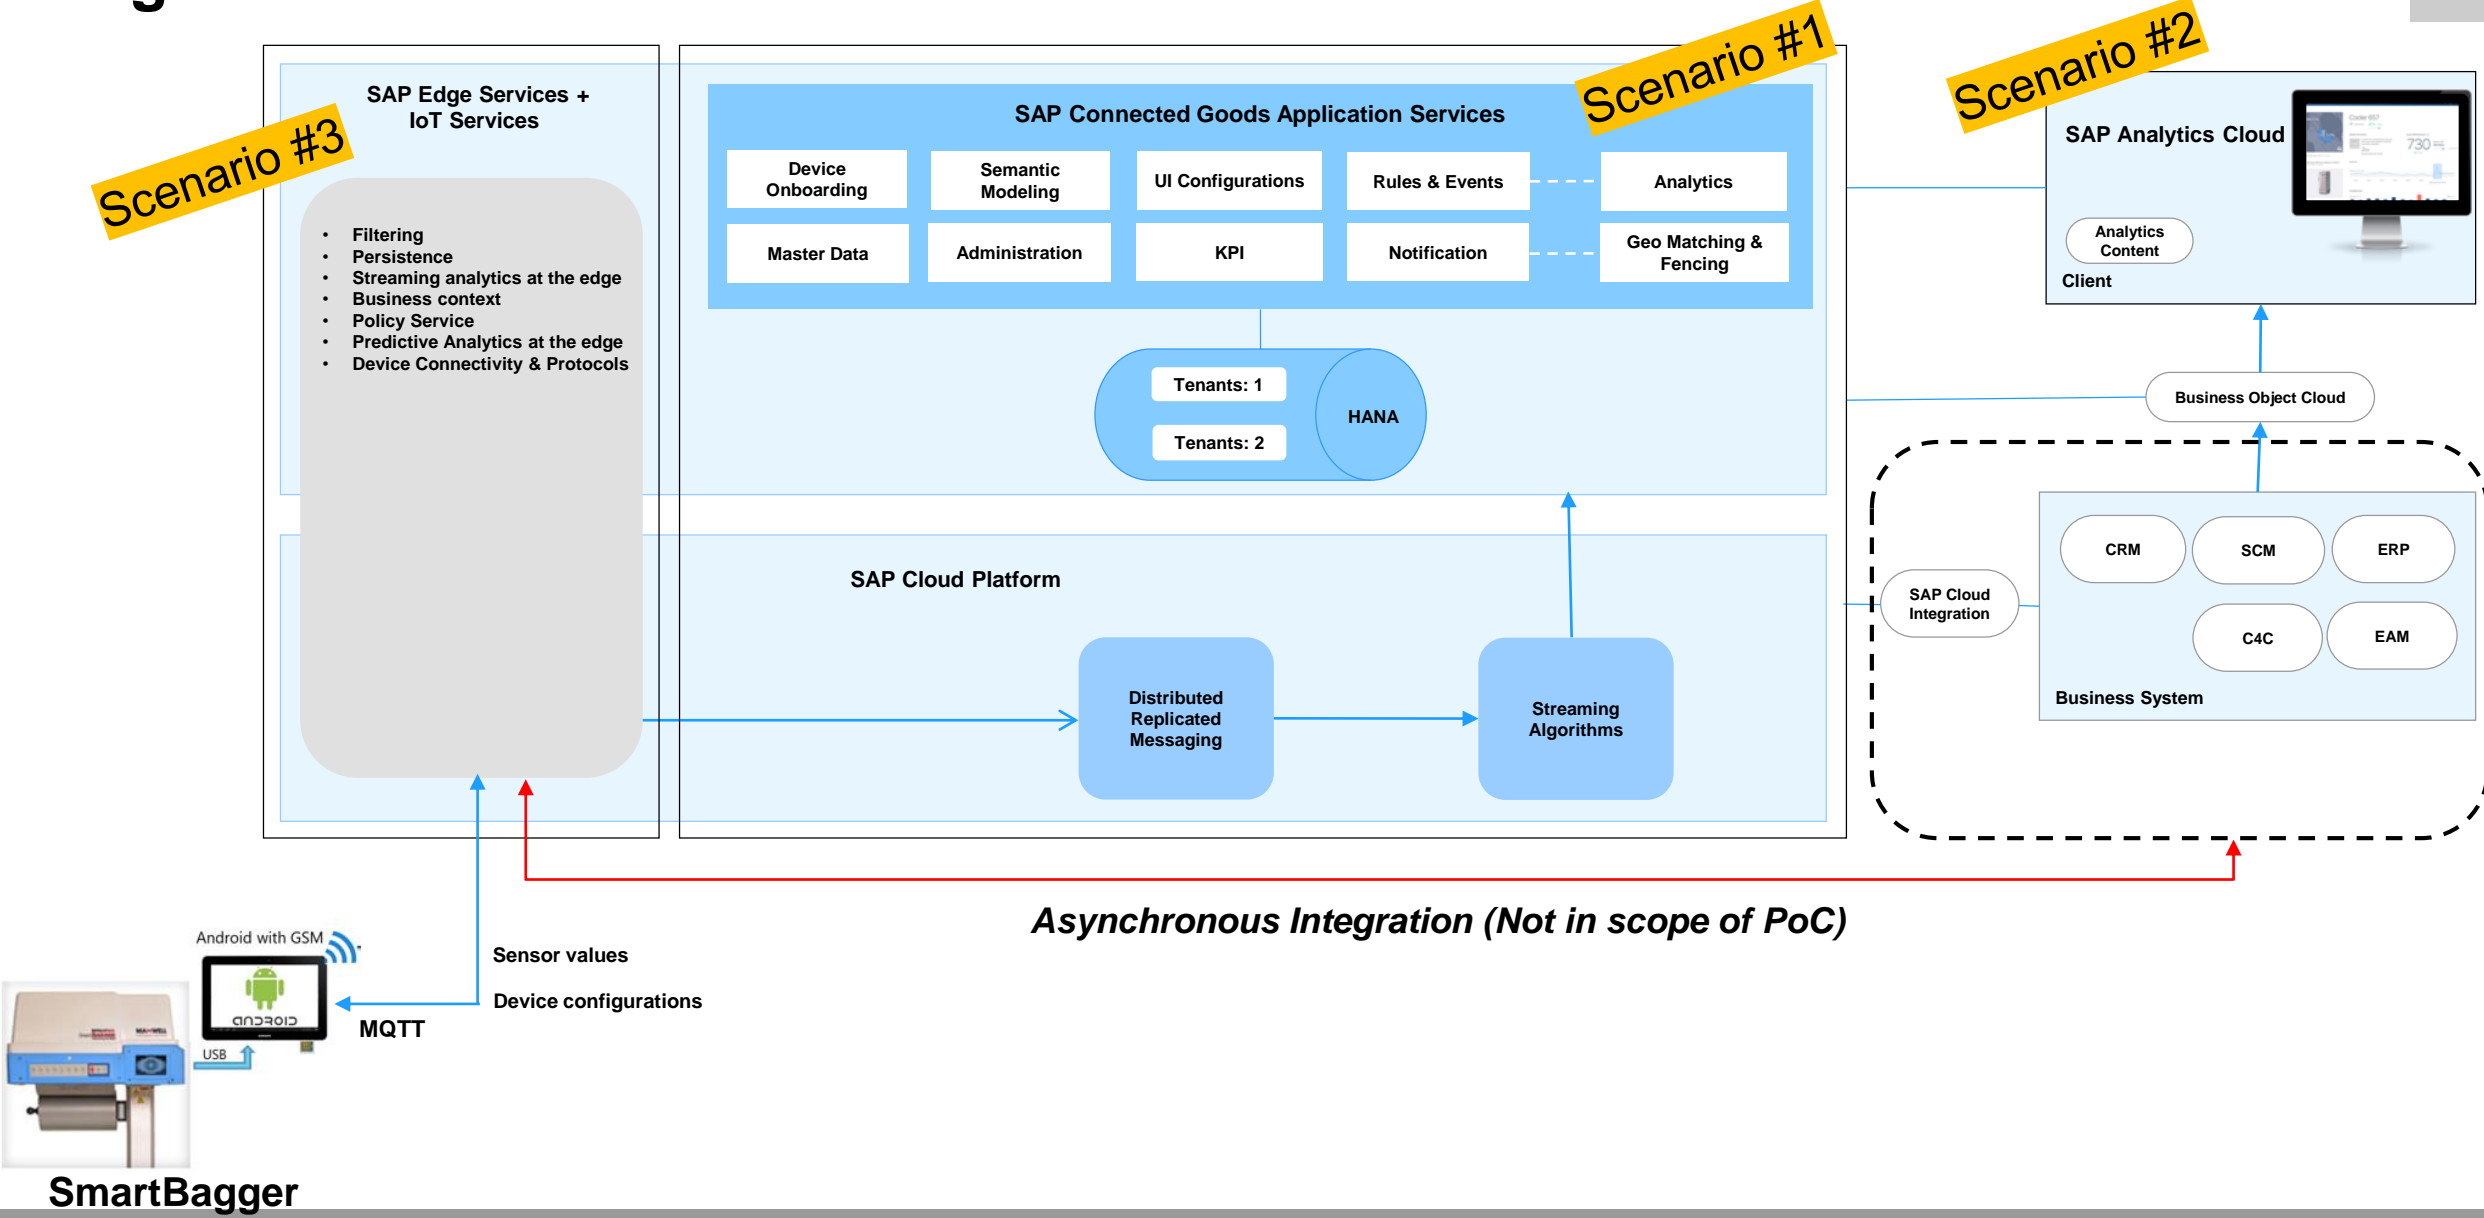 Scenario #1
Scenario #2
Scenario #3
SAP Edge Services +
IoT Services
• Filtering
• Persistence
• Streaming analytics at the edge
• Business context
• Policy Service
• Predictive Analytics at the edge
• Device Connectivity & Protocols
SAP Connected Goods Application Services
Device
Onboarding
Semantic
Modeling
UI Configurations
Rules & Events
Analytics
Master Data
Administration
KPI
Notification
Geo Matching &
Fencing
Tenants: 1
Tenants: 2
HANA
SAP Cloud Platform
Distributed
Replicated
Messaging
Streaming
Algorithms
SAP Analytics Cloud
Cooler 657
730
Analytics
Content
Client
Business Object Cloud
SAP Cloud
Integration
CRM
SCM
ERP
C4C
EAM
Business System
Asynchronous Integration (Not in scope of PoC)
Android with GSM
ANDROID
USB
MQTT
Sensor values
Device configurations
SmartBagger